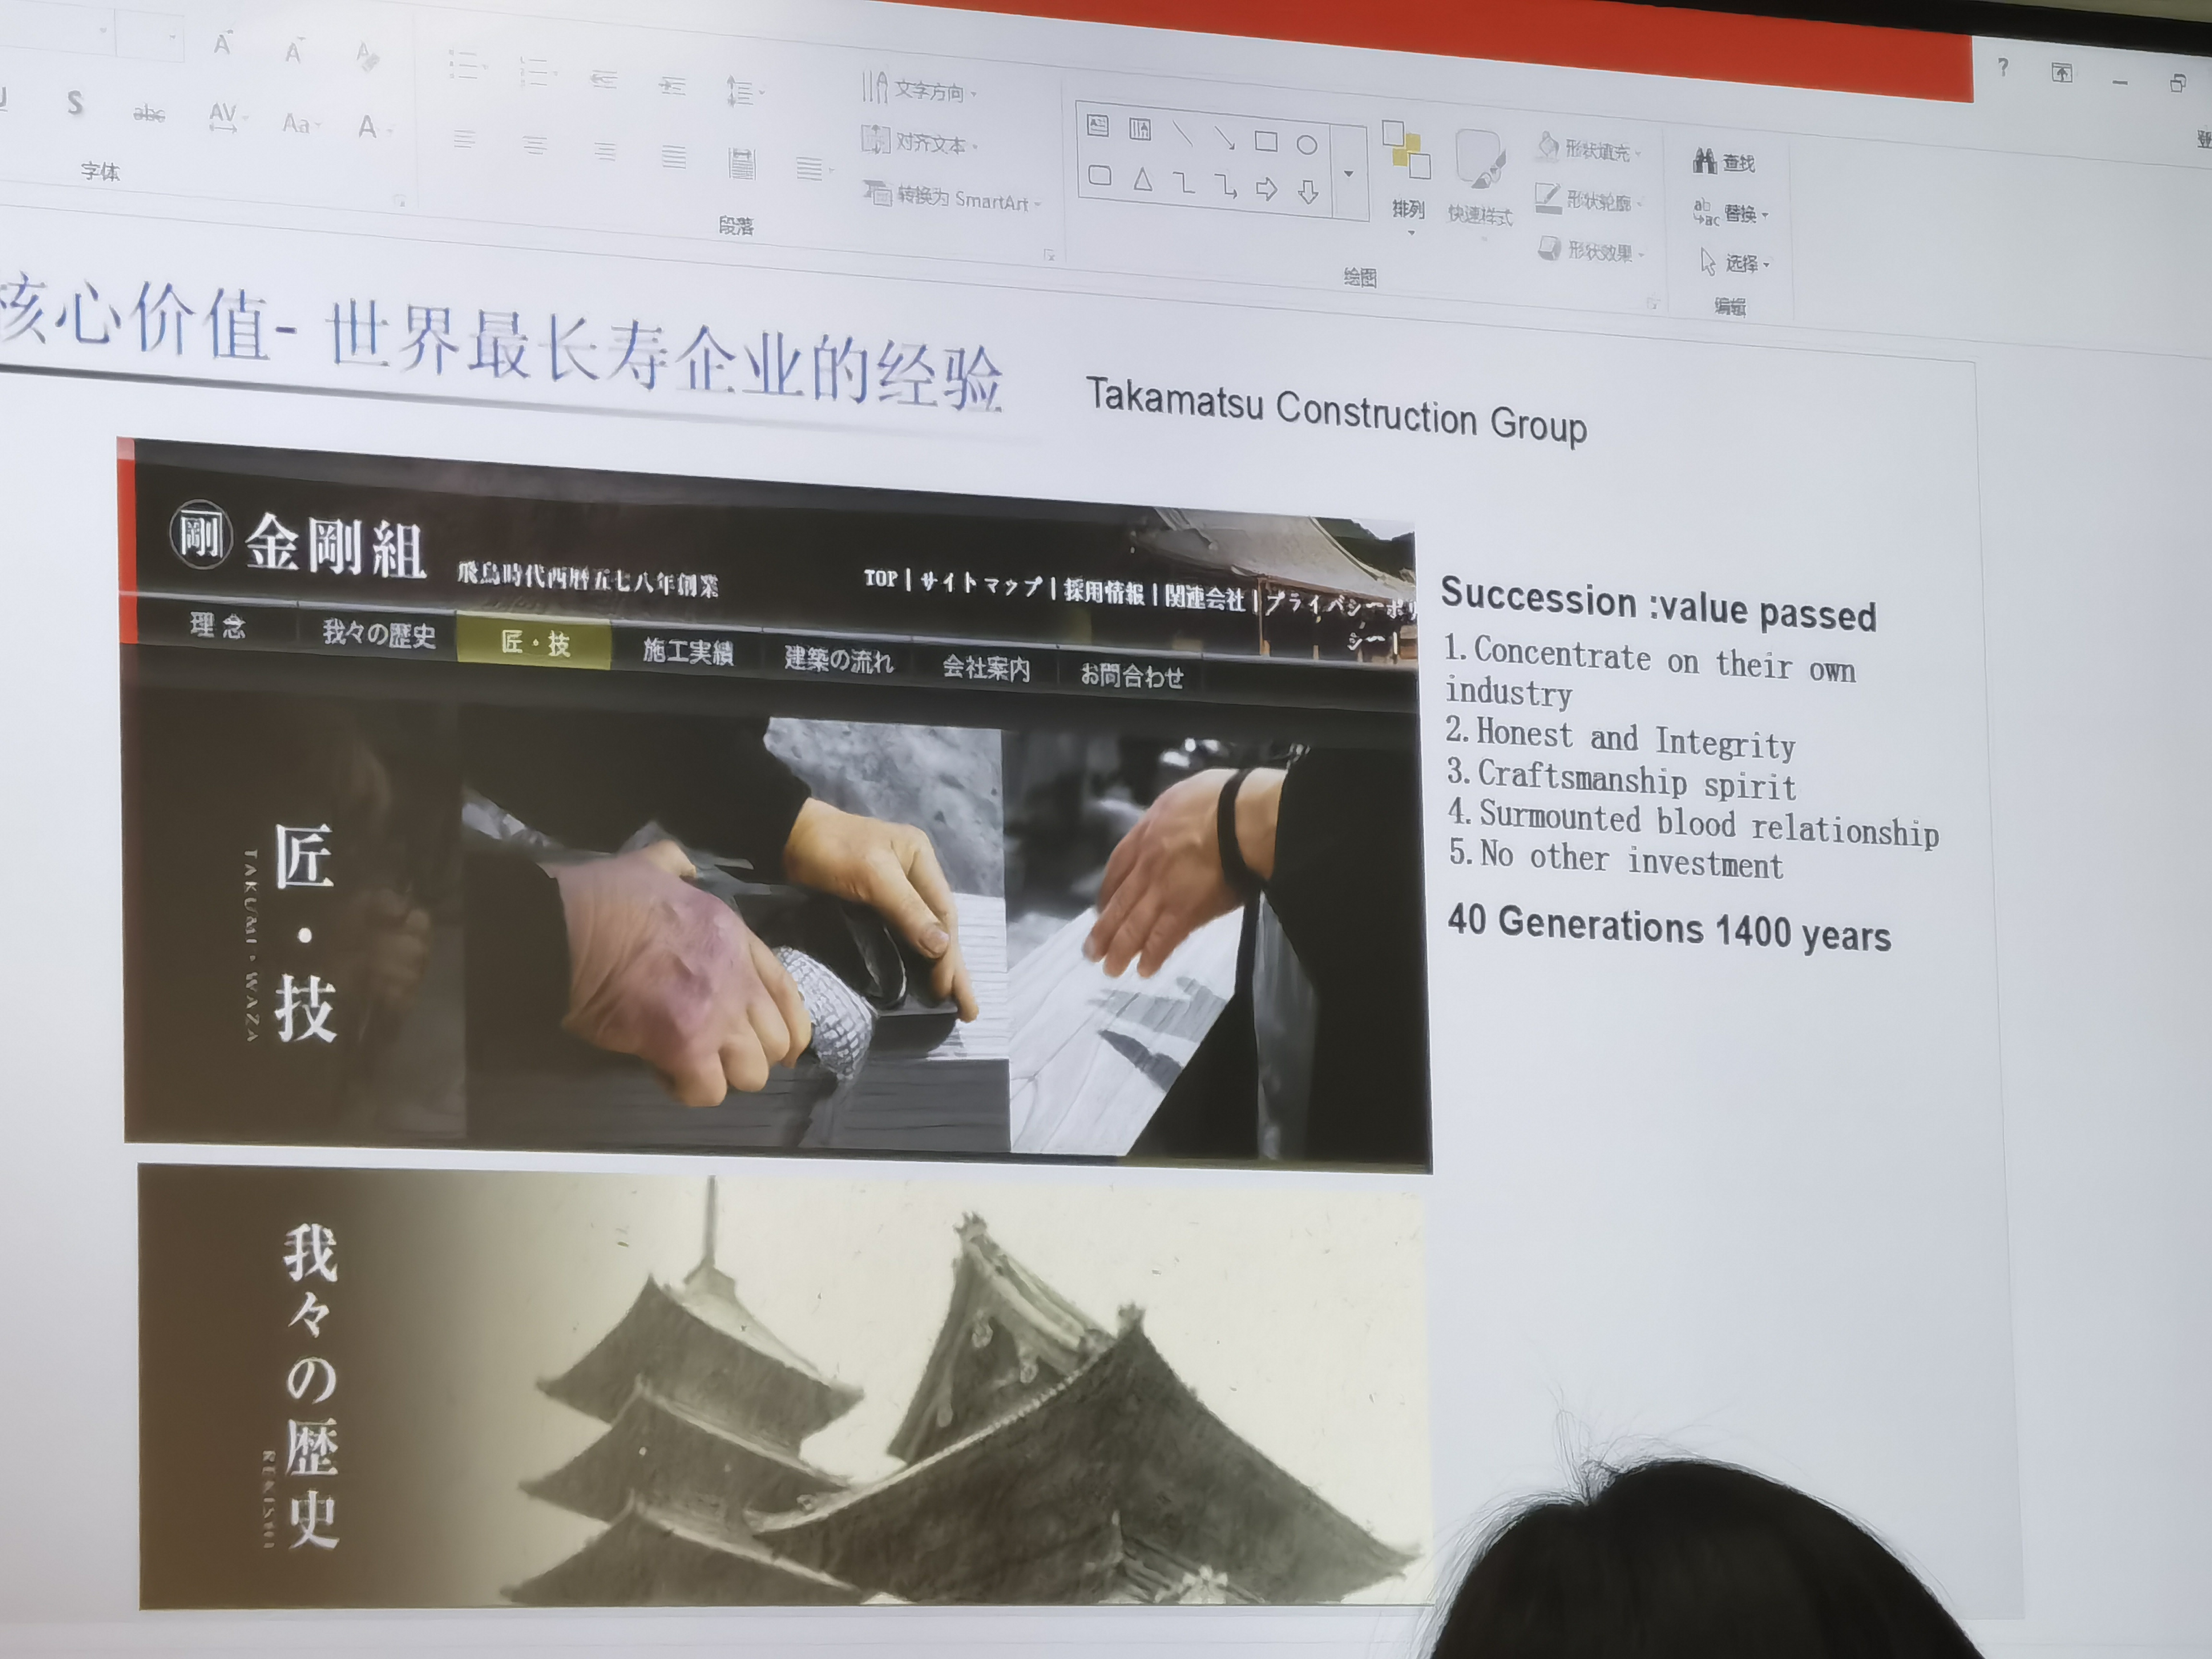 ?
S abc AV Aa A
字体
段落
文字方向
对齐文本
转换为 SmartArt
排列
快速样式
形状填充
形状轮廓
形状效果
绘图
查找
替换
选择
编辑
核心价值- 世界最长寿企业的经验
Takamatsu Construction Group
剛 金剛組 飛鳥時代西暦五七八年創業
TOP | サイトマップ | 採用情報 | 関連会社 | プライバシーポリ
シー |
理念 我々の歴史 匠・技 施工実績 建築の流れ 会社案内 お問合わせ
匠・技
TAKUMI・WAZA
Succession :value passed
1.Concentrate on their own
industry
2.Honest and Integrity
3.Craftsmanship spirit
4.Surmounted blood relationship
5.No other investment
40 Generations 1400 years
我々の歴史
REKISHI